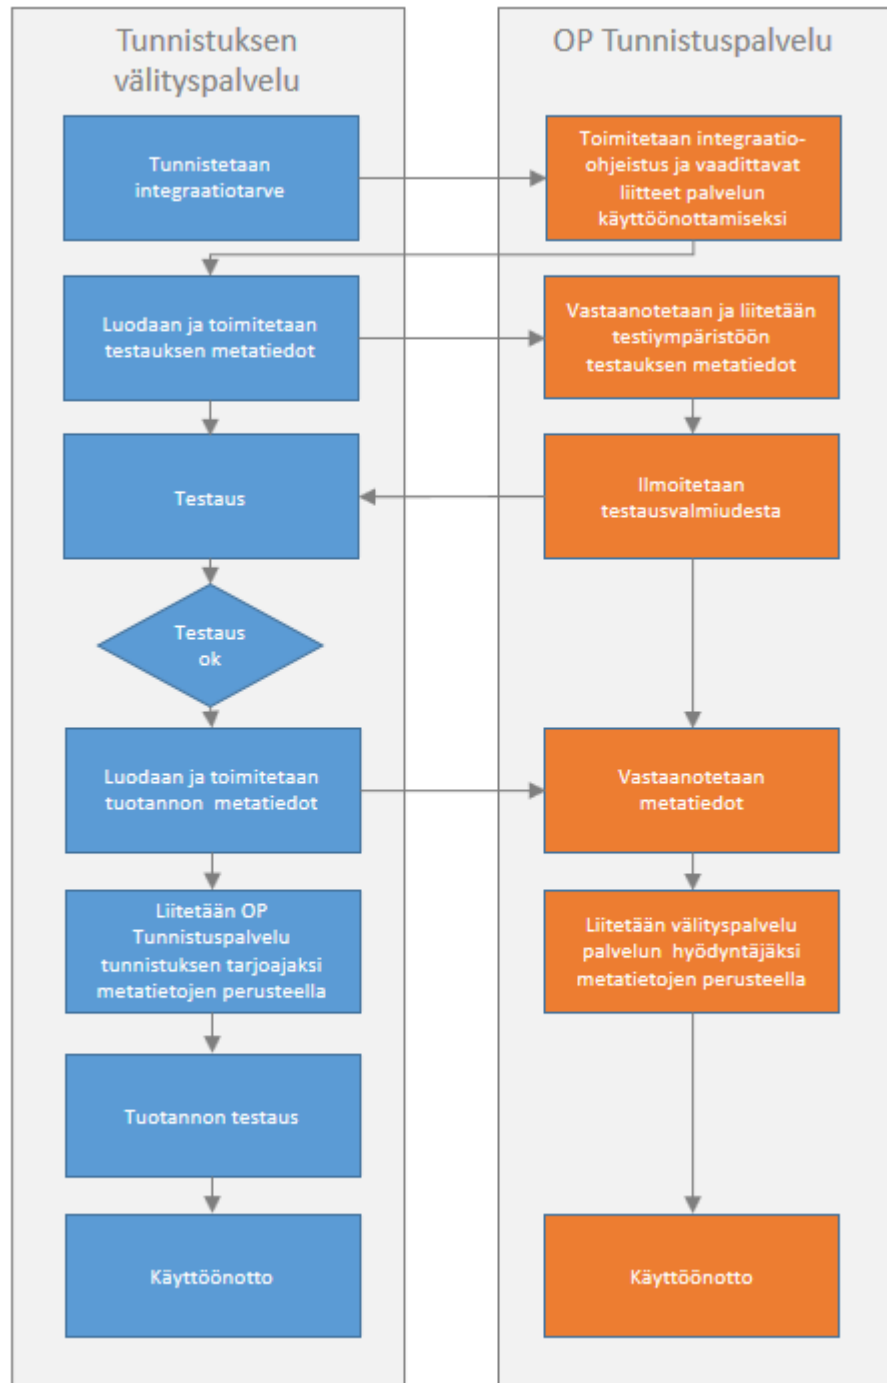 Tunnistuksen
välityspalvelu
OP Tunnistuspalvelu
Tunnistetaan
integraatiotarve
Toimitetaan integraatio-
ohjeistus ja vaadittavat
liitteet palvelun
käyttöönottamiseksi
Luodaan ja toimitetaan
testauksen metatiedot
Vastaanotetaan ja liitetään
testiympäristöön
testauksen metatiedot
Testaus
Ilmoitetaan
testausvalmiudesta
Testaus
ok
Luodaan ja toimitetaan
tuotannon metatiedot
Vastaanotetaan
metatiedot
Liitetään OP
Tunnistuspalvelu
tunnistuksen tarjoajaksi
metatietojen perusteella
Liitetään välityspalvelu
palvelun hyödyntäjäksi
metatietojen perusteella
Tuotannon testaus
Käyttöönotto
Käyttöönotto